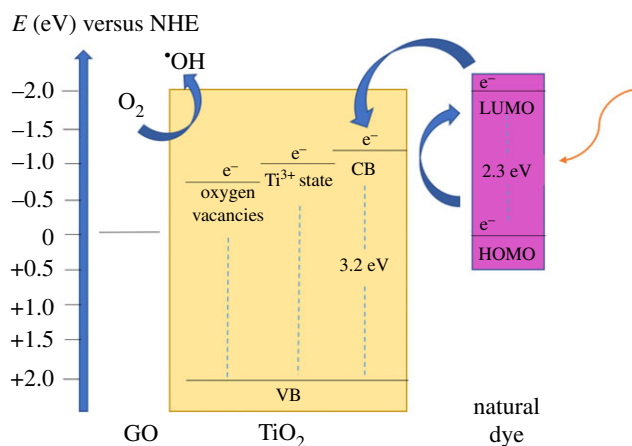 E (eV) versus NHE
•OH
O₂
−2.0
−1.5
−1.0
−0.5
0
+0.5
+1.0
+1.5
+2.0
e⁻
oxygen
vacancies
e⁻
Ti³⁺ state
e⁻
CB
3.2 eV
VB
e⁻
LUMO
2.3 eV
e⁻
HOMO
GO
TiO₂
natural
dye